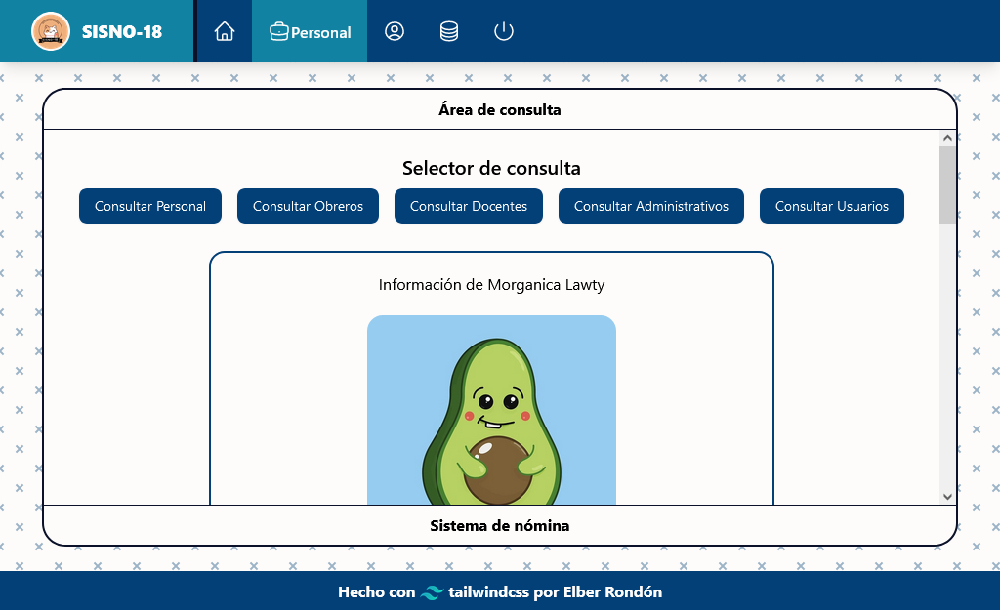 SISNO-18
Personal
Área de consulta
Selector de consulta
Consultar Personal
Consultar Obreros
Consultar Docentes
Consultar Administrativos
Consultar Usuarios
Información de Morganica Lawty
Sistema de nómina
Hecho con tailwindcss por Elber Rondón